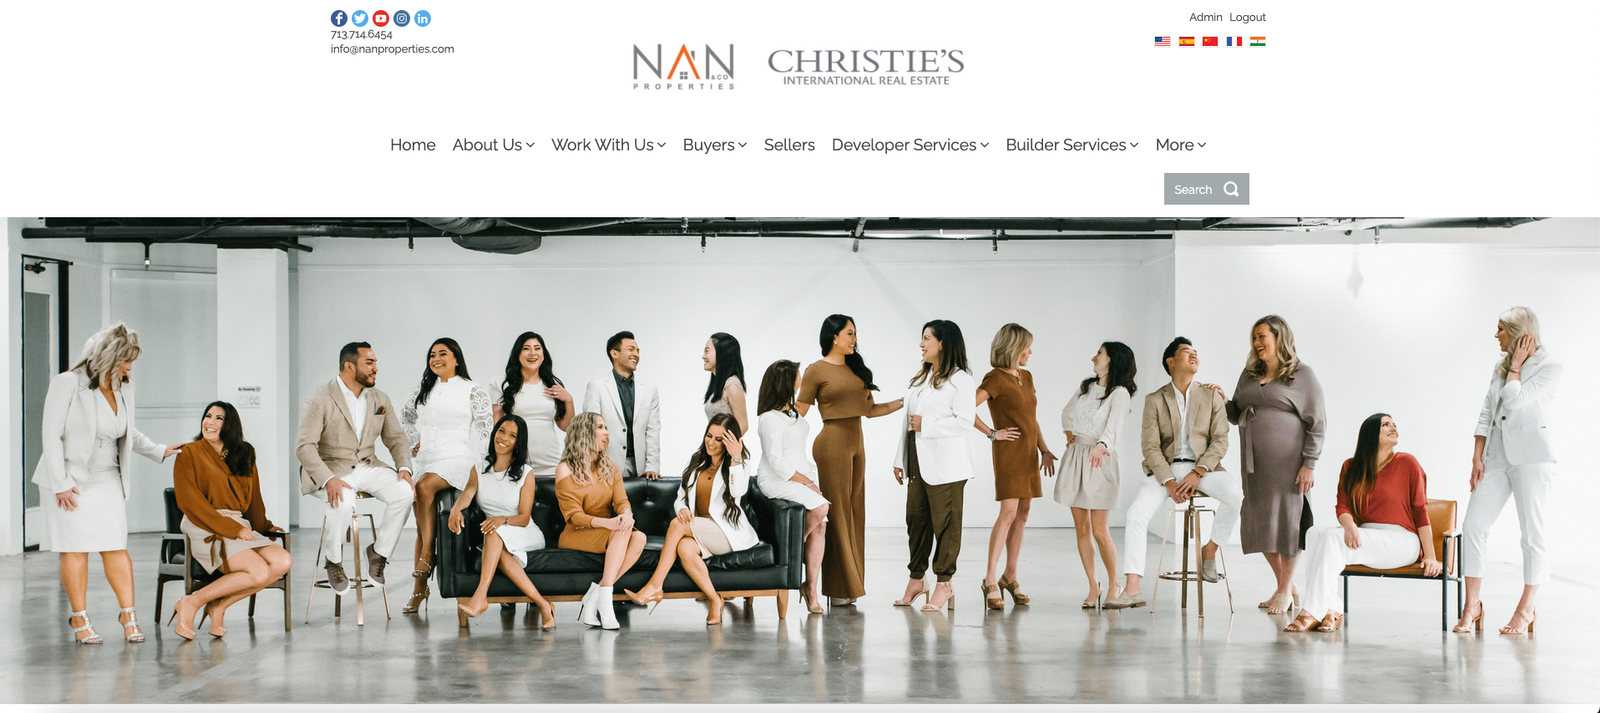 713.714.6454
info@nanproperties.com
Admin Logout
NAN
& CO
PROPERTIES
CHRISTIE'S
INTERNATIONAL REAL ESTATE
Home About Us Work With Us Buyers Sellers Developer Services Builder Services More
Search